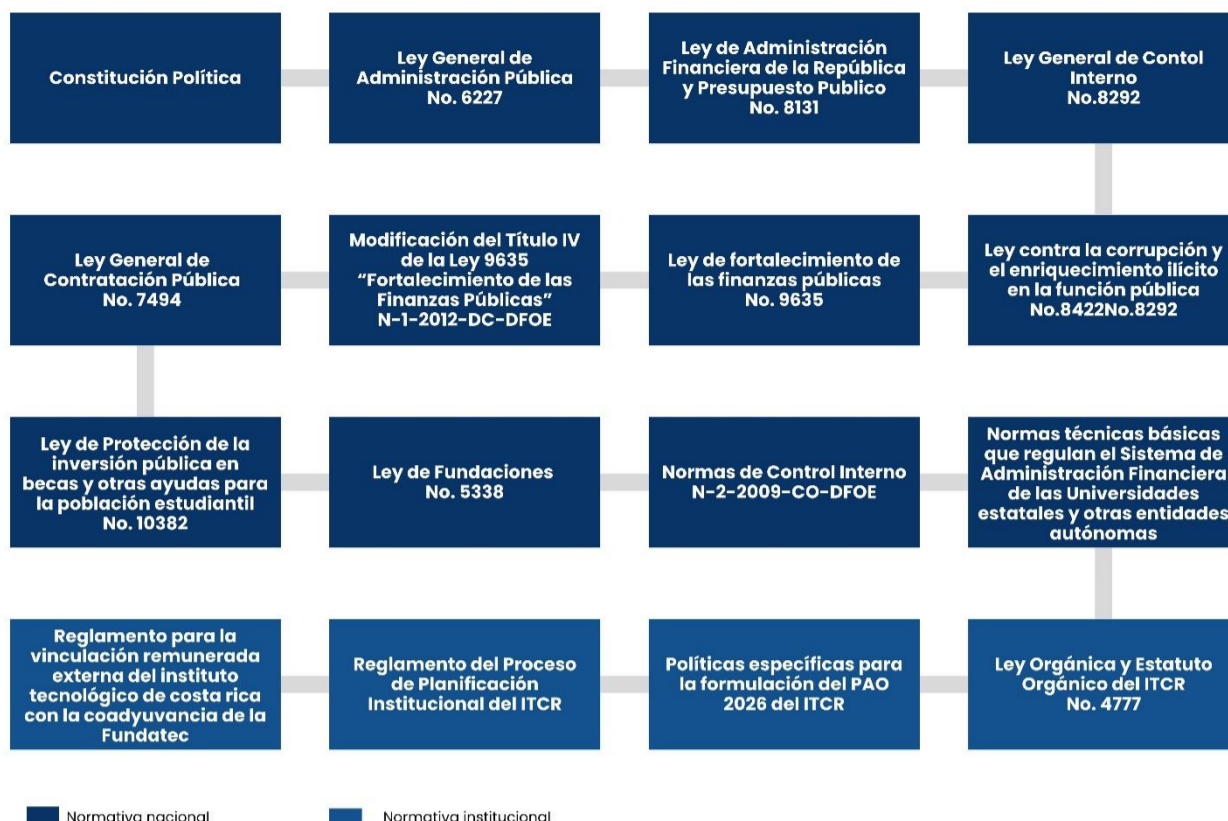 Constitución Política
Ley General de
Administración Pública
No. 6227
Ley de Administración
Financiera de la República
y Presupuesto Publico
No. 8131
Ley General de Contol
Interno
No.8292
Ley General de
Contratación Pública
No. 7494
Modificación del Título IV
de la Ley 9635
“Fortalecimiento de las
Finanzas Públicas”
N-1-2012-DC-DFOE
Ley de fortalecimiento de
las finanzas públicas
No. 9635
Ley contra la corrupción y
el enriquecimiento ilícito
en la función pública
No.8422No.8292
Ley de Protección de la
inversión pública en
becas y otras ayudas para
la población estudiantil
No. 10382
Ley de Fundaciones
No. 5338
Normas de Control Interno
N-2-2009-CO-DFOE
Normas técnicas básicas
que regulan el Sistema de
Administración Financiera
de las Universidades
estatales y otras entidades
autónomas
Reglamento para la
vinculación remunerada
externa del instituto
tecnológico de costa rica
con la coadyuvancia de la
Fundatec
Reglamento del Proceso
de Planificación
Institucional del ITCR
Políticas específicas para
la formulación del PAO
2026 del ITCR
Ley Orgánica y Estatuto
Orgánico del ITCR
No. 4777
Normativa nacional
Normativa institucional